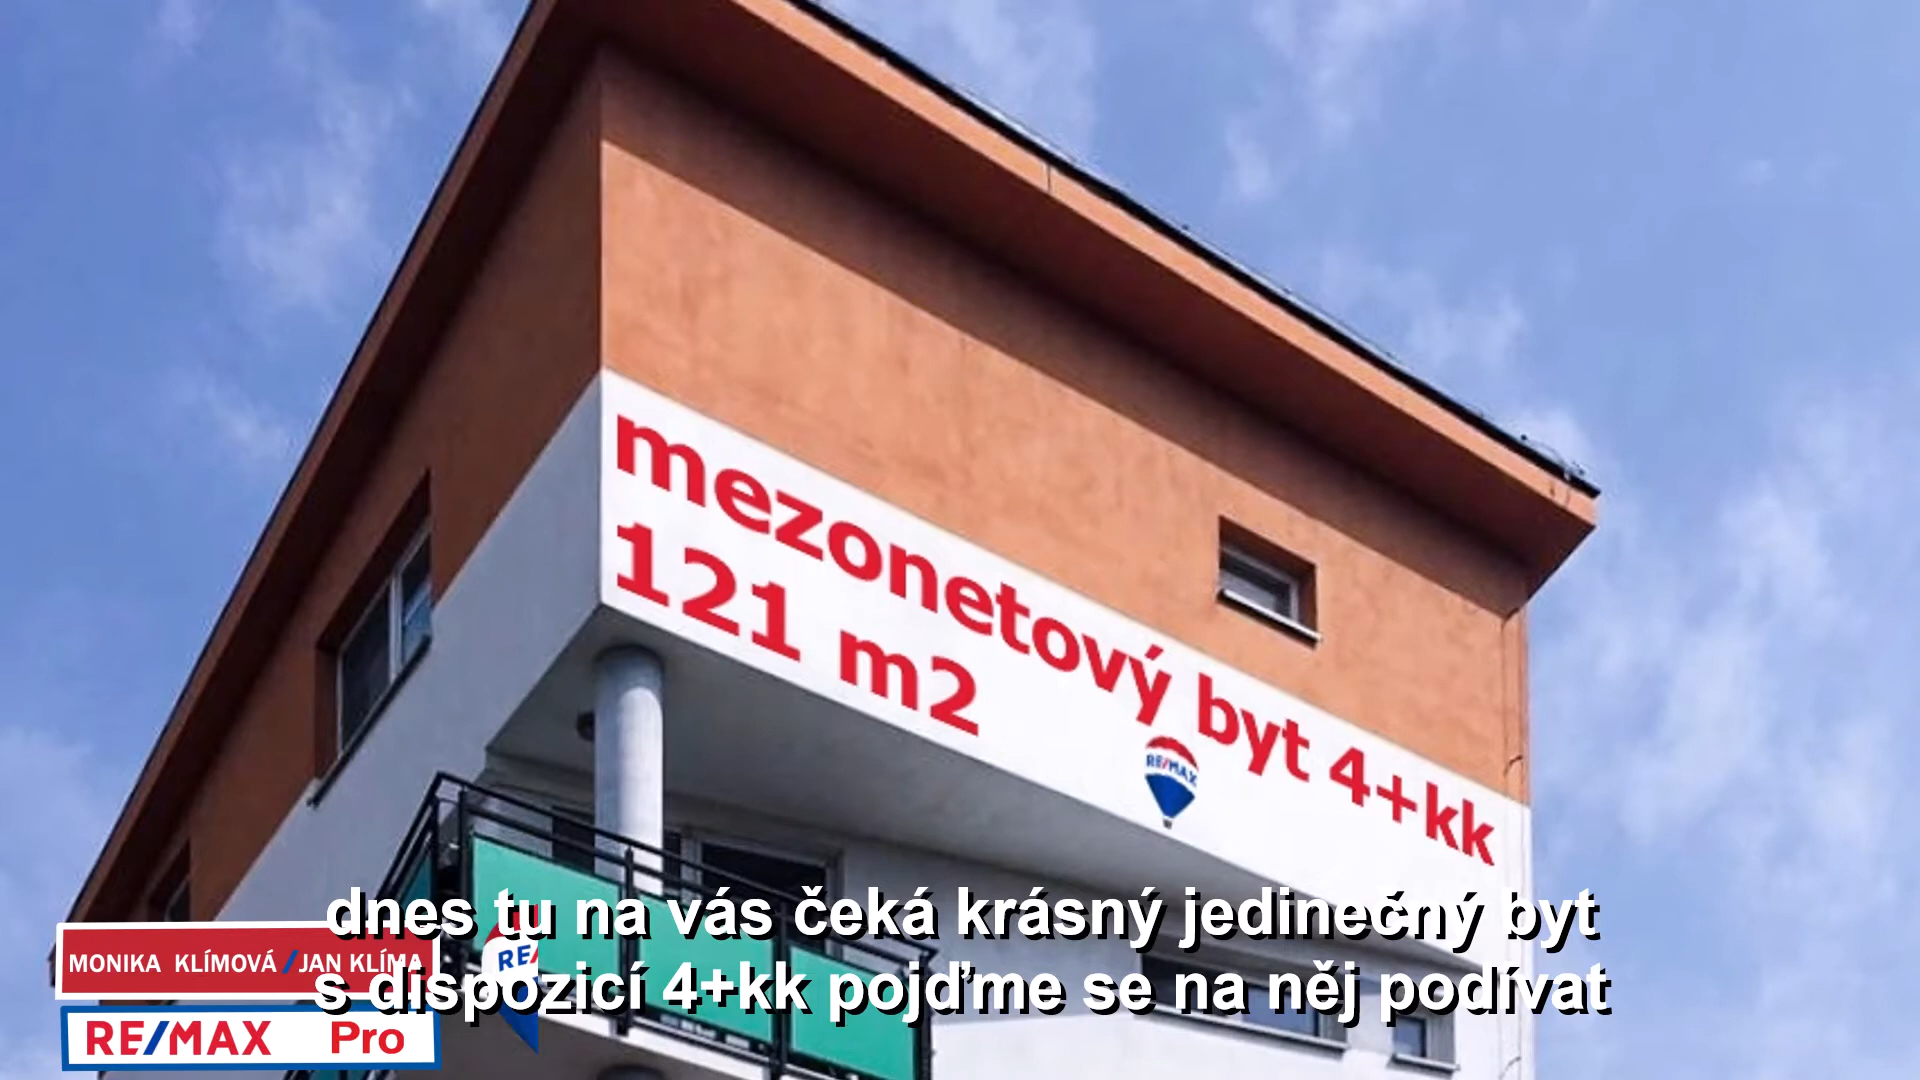 mezonetový byt 4+kk
121 m2
RE/MAX
dnes tu na vás čeká krásný jedinečný byt
s dispozicí 4+kk pojďme se na něj podívat
MONIKA KLÍMOVÁ/JAN KLÍMA
RE/
RE/MAX Pro